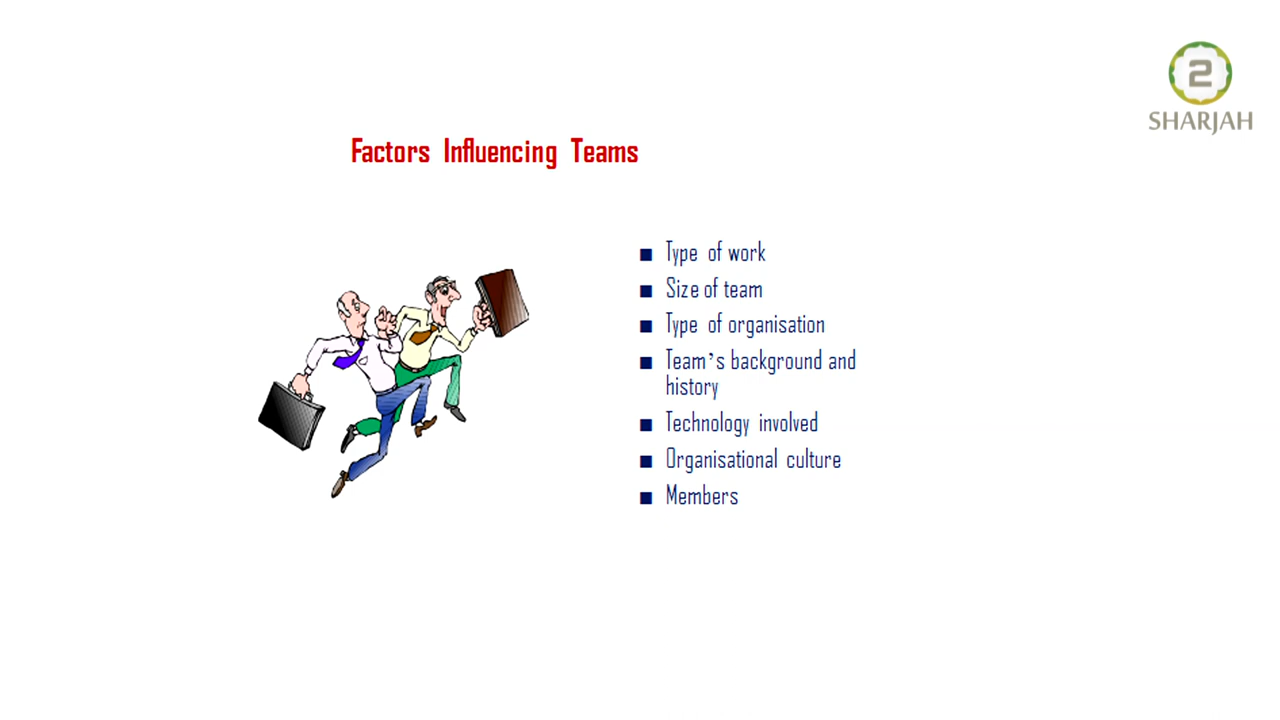 2
SHARJAH
Factors Influencing Teams
Type of work
Size of team
Type of organisation
Team's background and
history
Technology involved
Organisational culture
Members